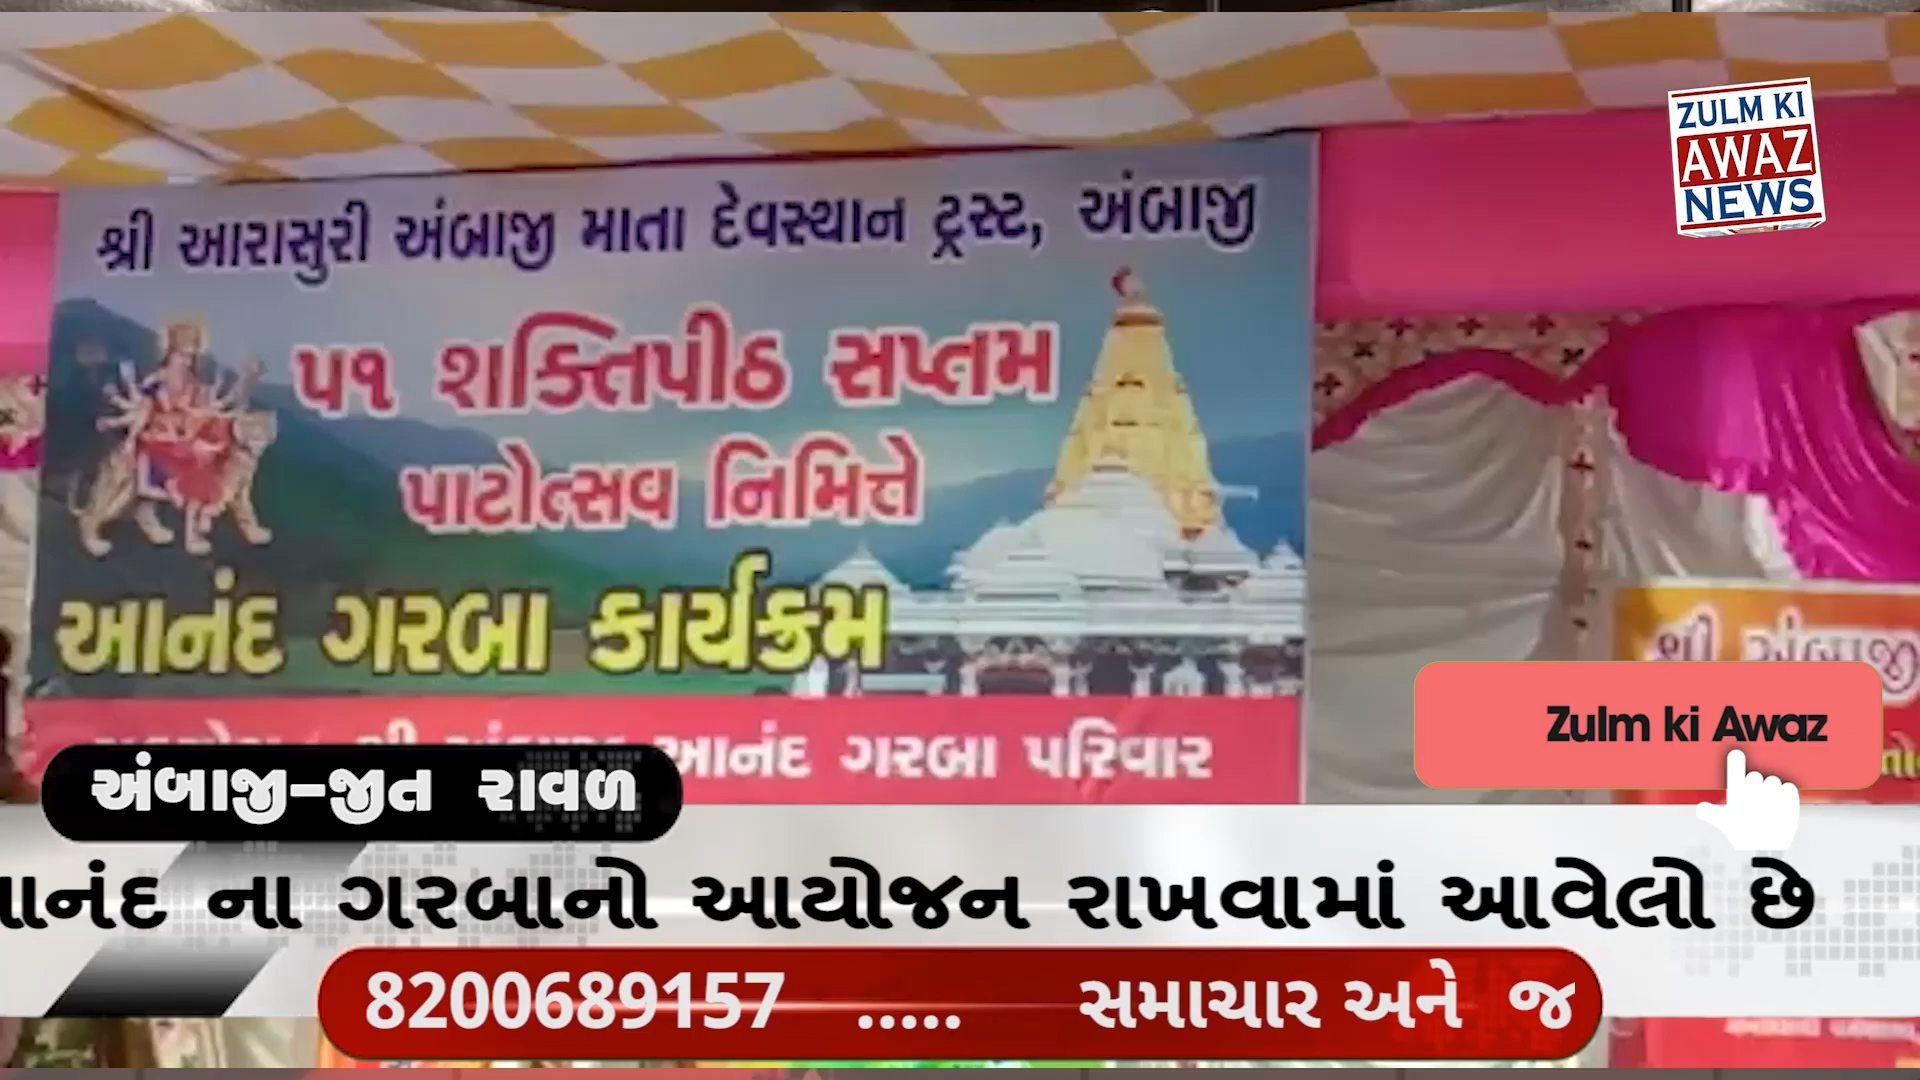 ZULM KI
AWAZ
NEWS
શ્રી આરાસુરી અંબાજી માતા દેવસ્થાન ટ્રસ્ટ, અંબાજી
૫૧ શક્તિપીઠ સપ્તમ
પાટોત્સવ નિમિત્તે
આનંદ ગરબા કાર્યક્રમ
આનંદ ગરબા પરિવાર
શ્રી અંબાજી
Zulm ki Awaz
અંબાજી-જીત રાવળ
ાનંદ ના ગરબાનો આયોજન રાખવામાં આવેલો છે
8200689157 ..... સમાચાર અને જ